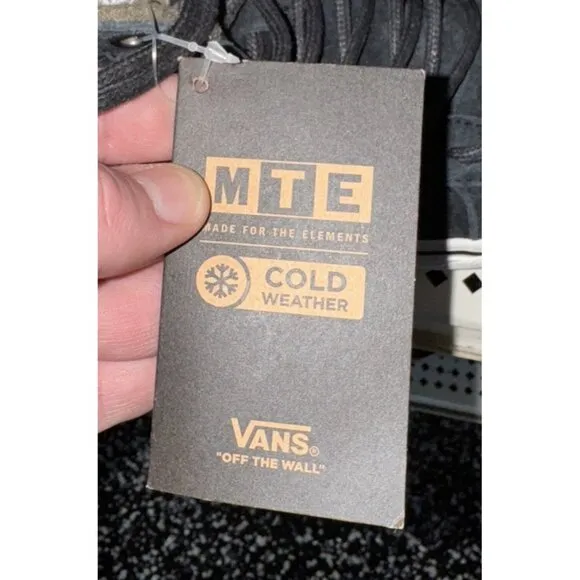 MTE
MADE FOR THE ELEMENTS
COLD
WEATHER
VANS®
"OFF THE WALL"